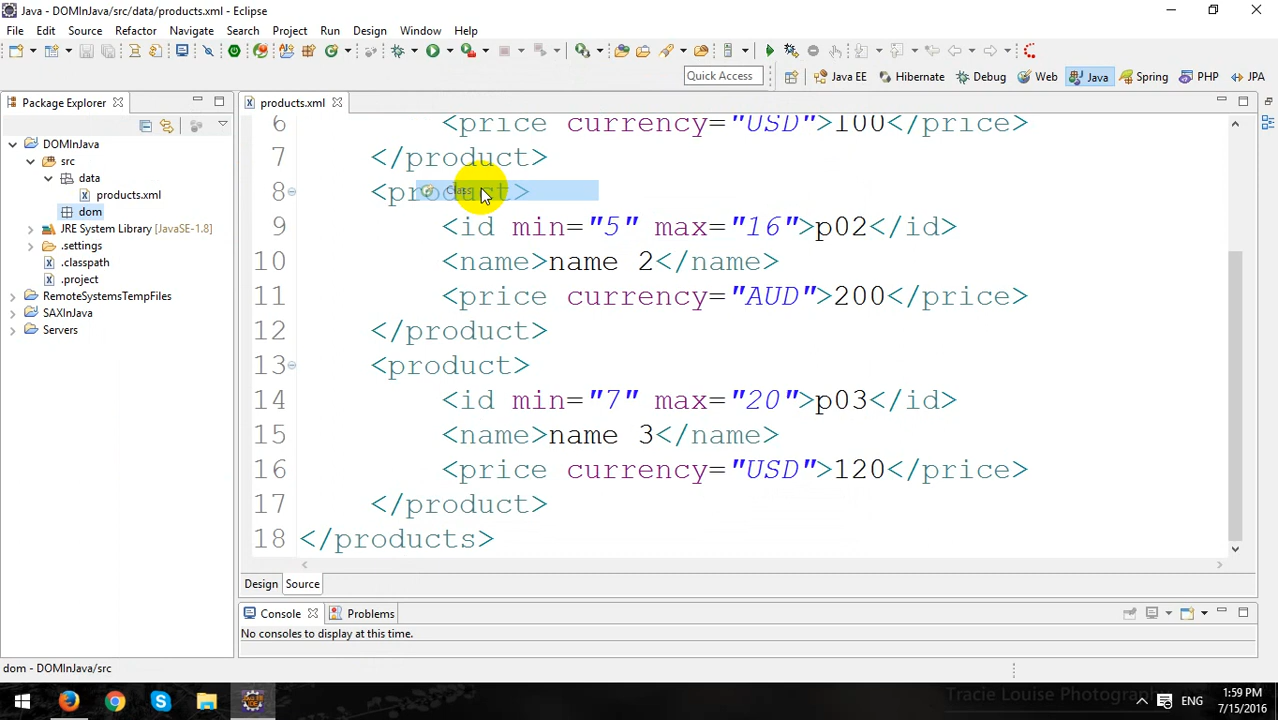 Java - DOMInJava/src/data/products.xml - Eclipse
File Edit Source Refactor Navigate Search Project Run Design Window Help
Quick Access Java EE Hibernate Debug Web Java Spring PHP JPA
Package Explorer
products.xml
DOMInJava
src
data
products.xml
dom
JRE System Library [JavaSE-1.8]
.settings
.classpath
.project
RemoteSystemsTempFiles
SAXInJava
Servers
6 <price currency="USD">100</price>
7 </product>
8 <product>
Class
9 <id min="5" max="16">p02</id>
10 <name>name 2</name>
11 <price currency="AUD">200</price>
12 </product>
13 <product>
14 <id min="7" max="20">p03</id>
15 <name>name 3</name>
16 <price currency="USD">120</price>
17 </product>
18 </products>
Design Source
Console Problems
No consoles to display at this time.
dom - DOMInJava/src
Tracie Louise Photography
ENG
1:59 PM
7/15/2016